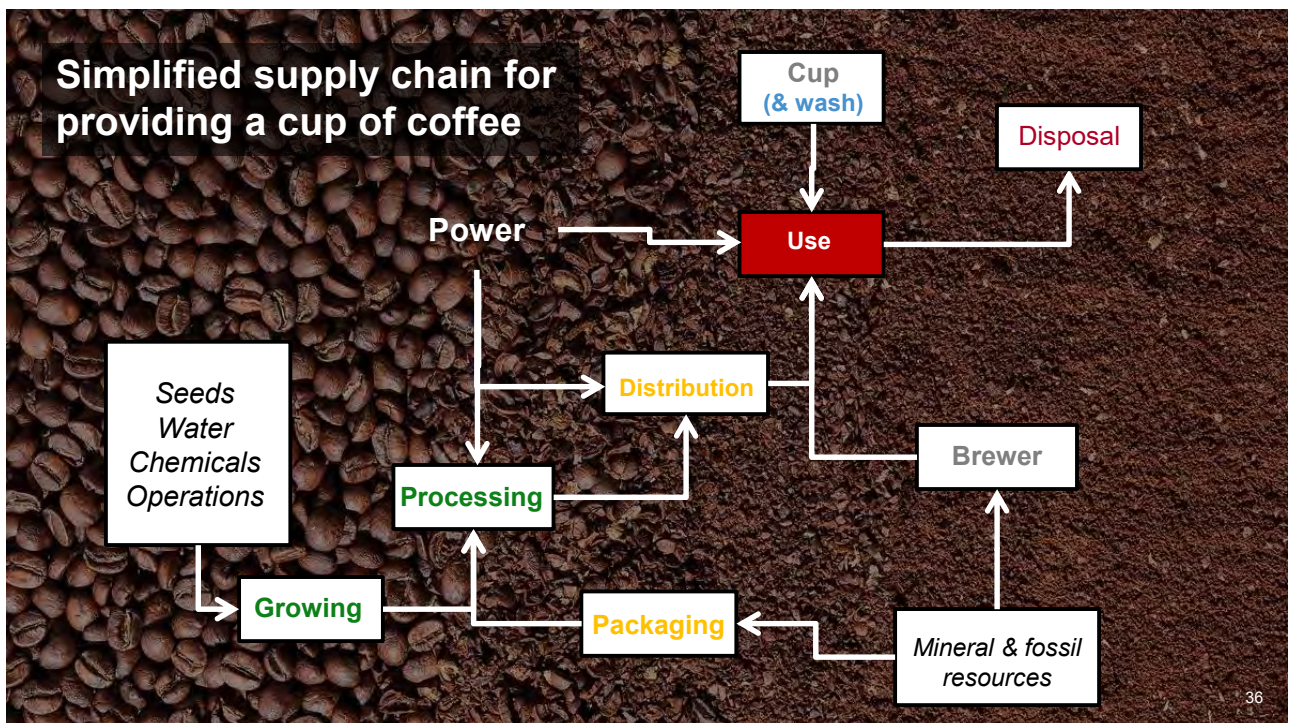 Simplified supply chain for
providing a cup of coffee
Cup
(& wash)
Disposal
Power
Use
Distribution
Seeds
Water
Chemicals
Operations
Brewer
Processing
Growing
Packaging
Mineral & fossil
resources
36